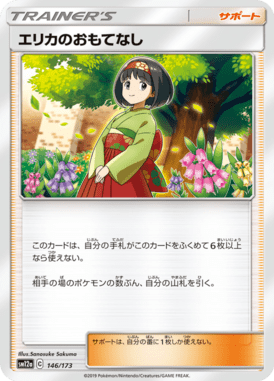 TRAINER'S
サポート
エリカのおもてなし
このカードは、自分の手札がこのカードをふくめて6枚以上
なら使えない。
相手の場のポケモンの数ぶん、自分の山札を引く。
Illus. Sanosuke Sakuma
SM12a C 146/173
©2019 Pokémon/Nintendo/Creatures/GAME FREAK.
サポートは、自分の番に1枚しか使えない。